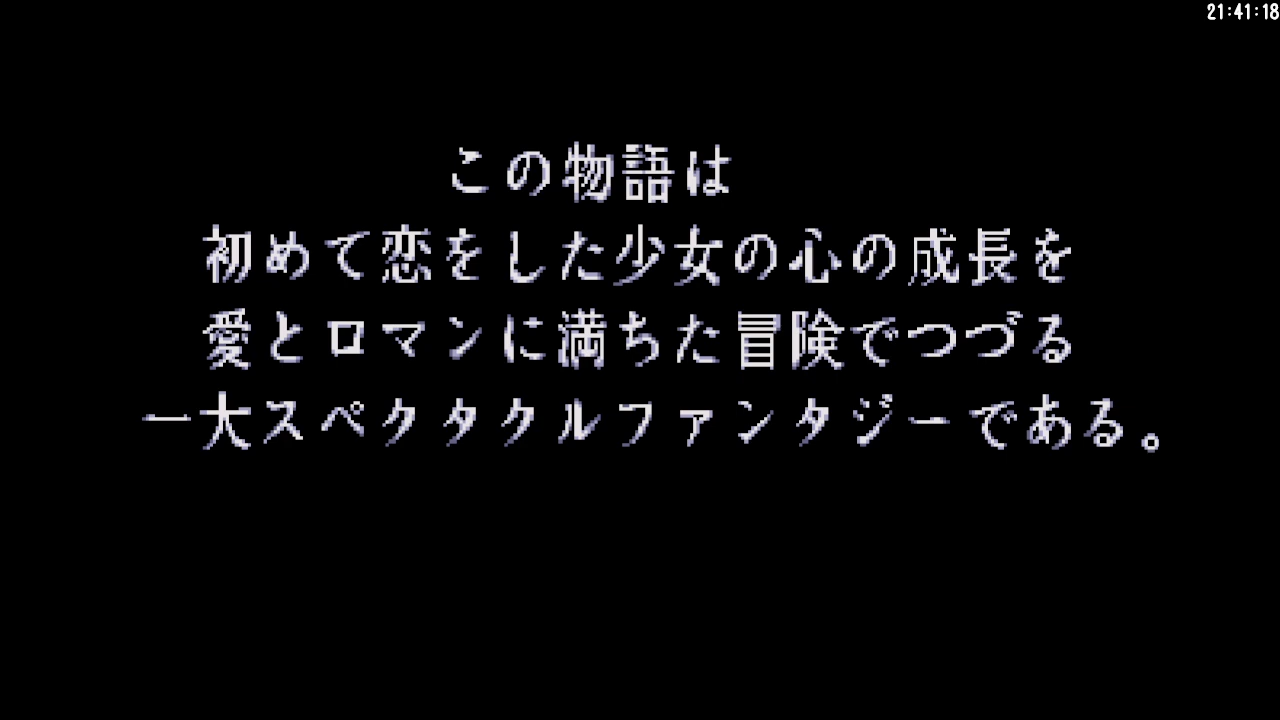 21:41:18
この物語は
初めて恋をした少女の心の成長を
愛とロマンに満ちた冒険でつづる
一大スペクタクルファンタジーである。